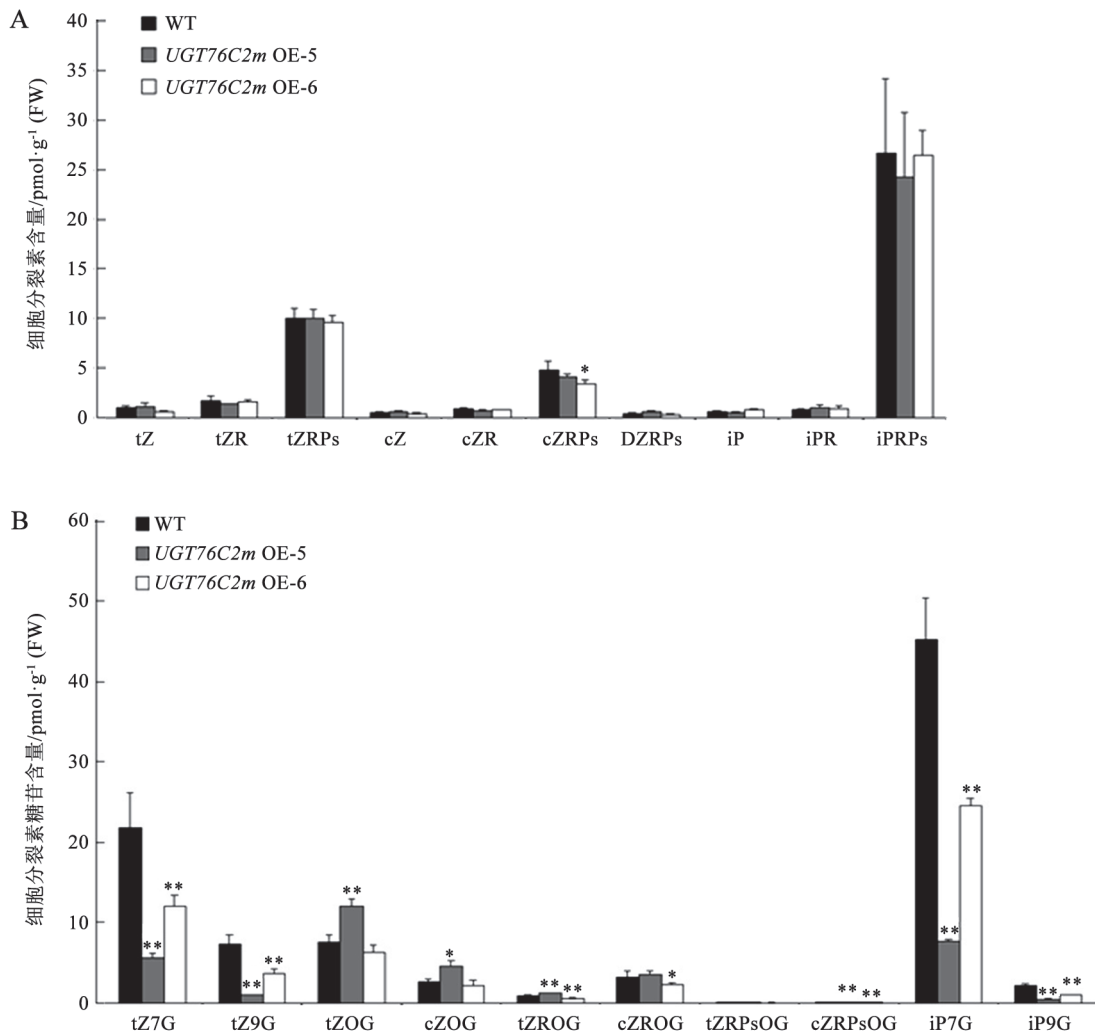 A
WT
UGT76C2m OE-5
UGT76C2m OE-6
细胞分裂素含量/pmol·g⁻¹ (FW)
40
35
30
25
20
15
10
5
0
*
tZ tZR tZRPs cZ cZR cZRPs DZRPs iP iPR iPRPs
B
WT
UGT76C2m OE-5
UGT76C2m OE-6
细胞分裂素糖苷含量/pmol·g⁻¹ (FW)
60
50
40
30
20
10
0
** ** ** ** ** * ** ** * ** ** ** ** ** **
tZ7G tZ9G tZOG cZOG tZROG cZROG tZRPsOG cZRPsOG iP7G iP9G